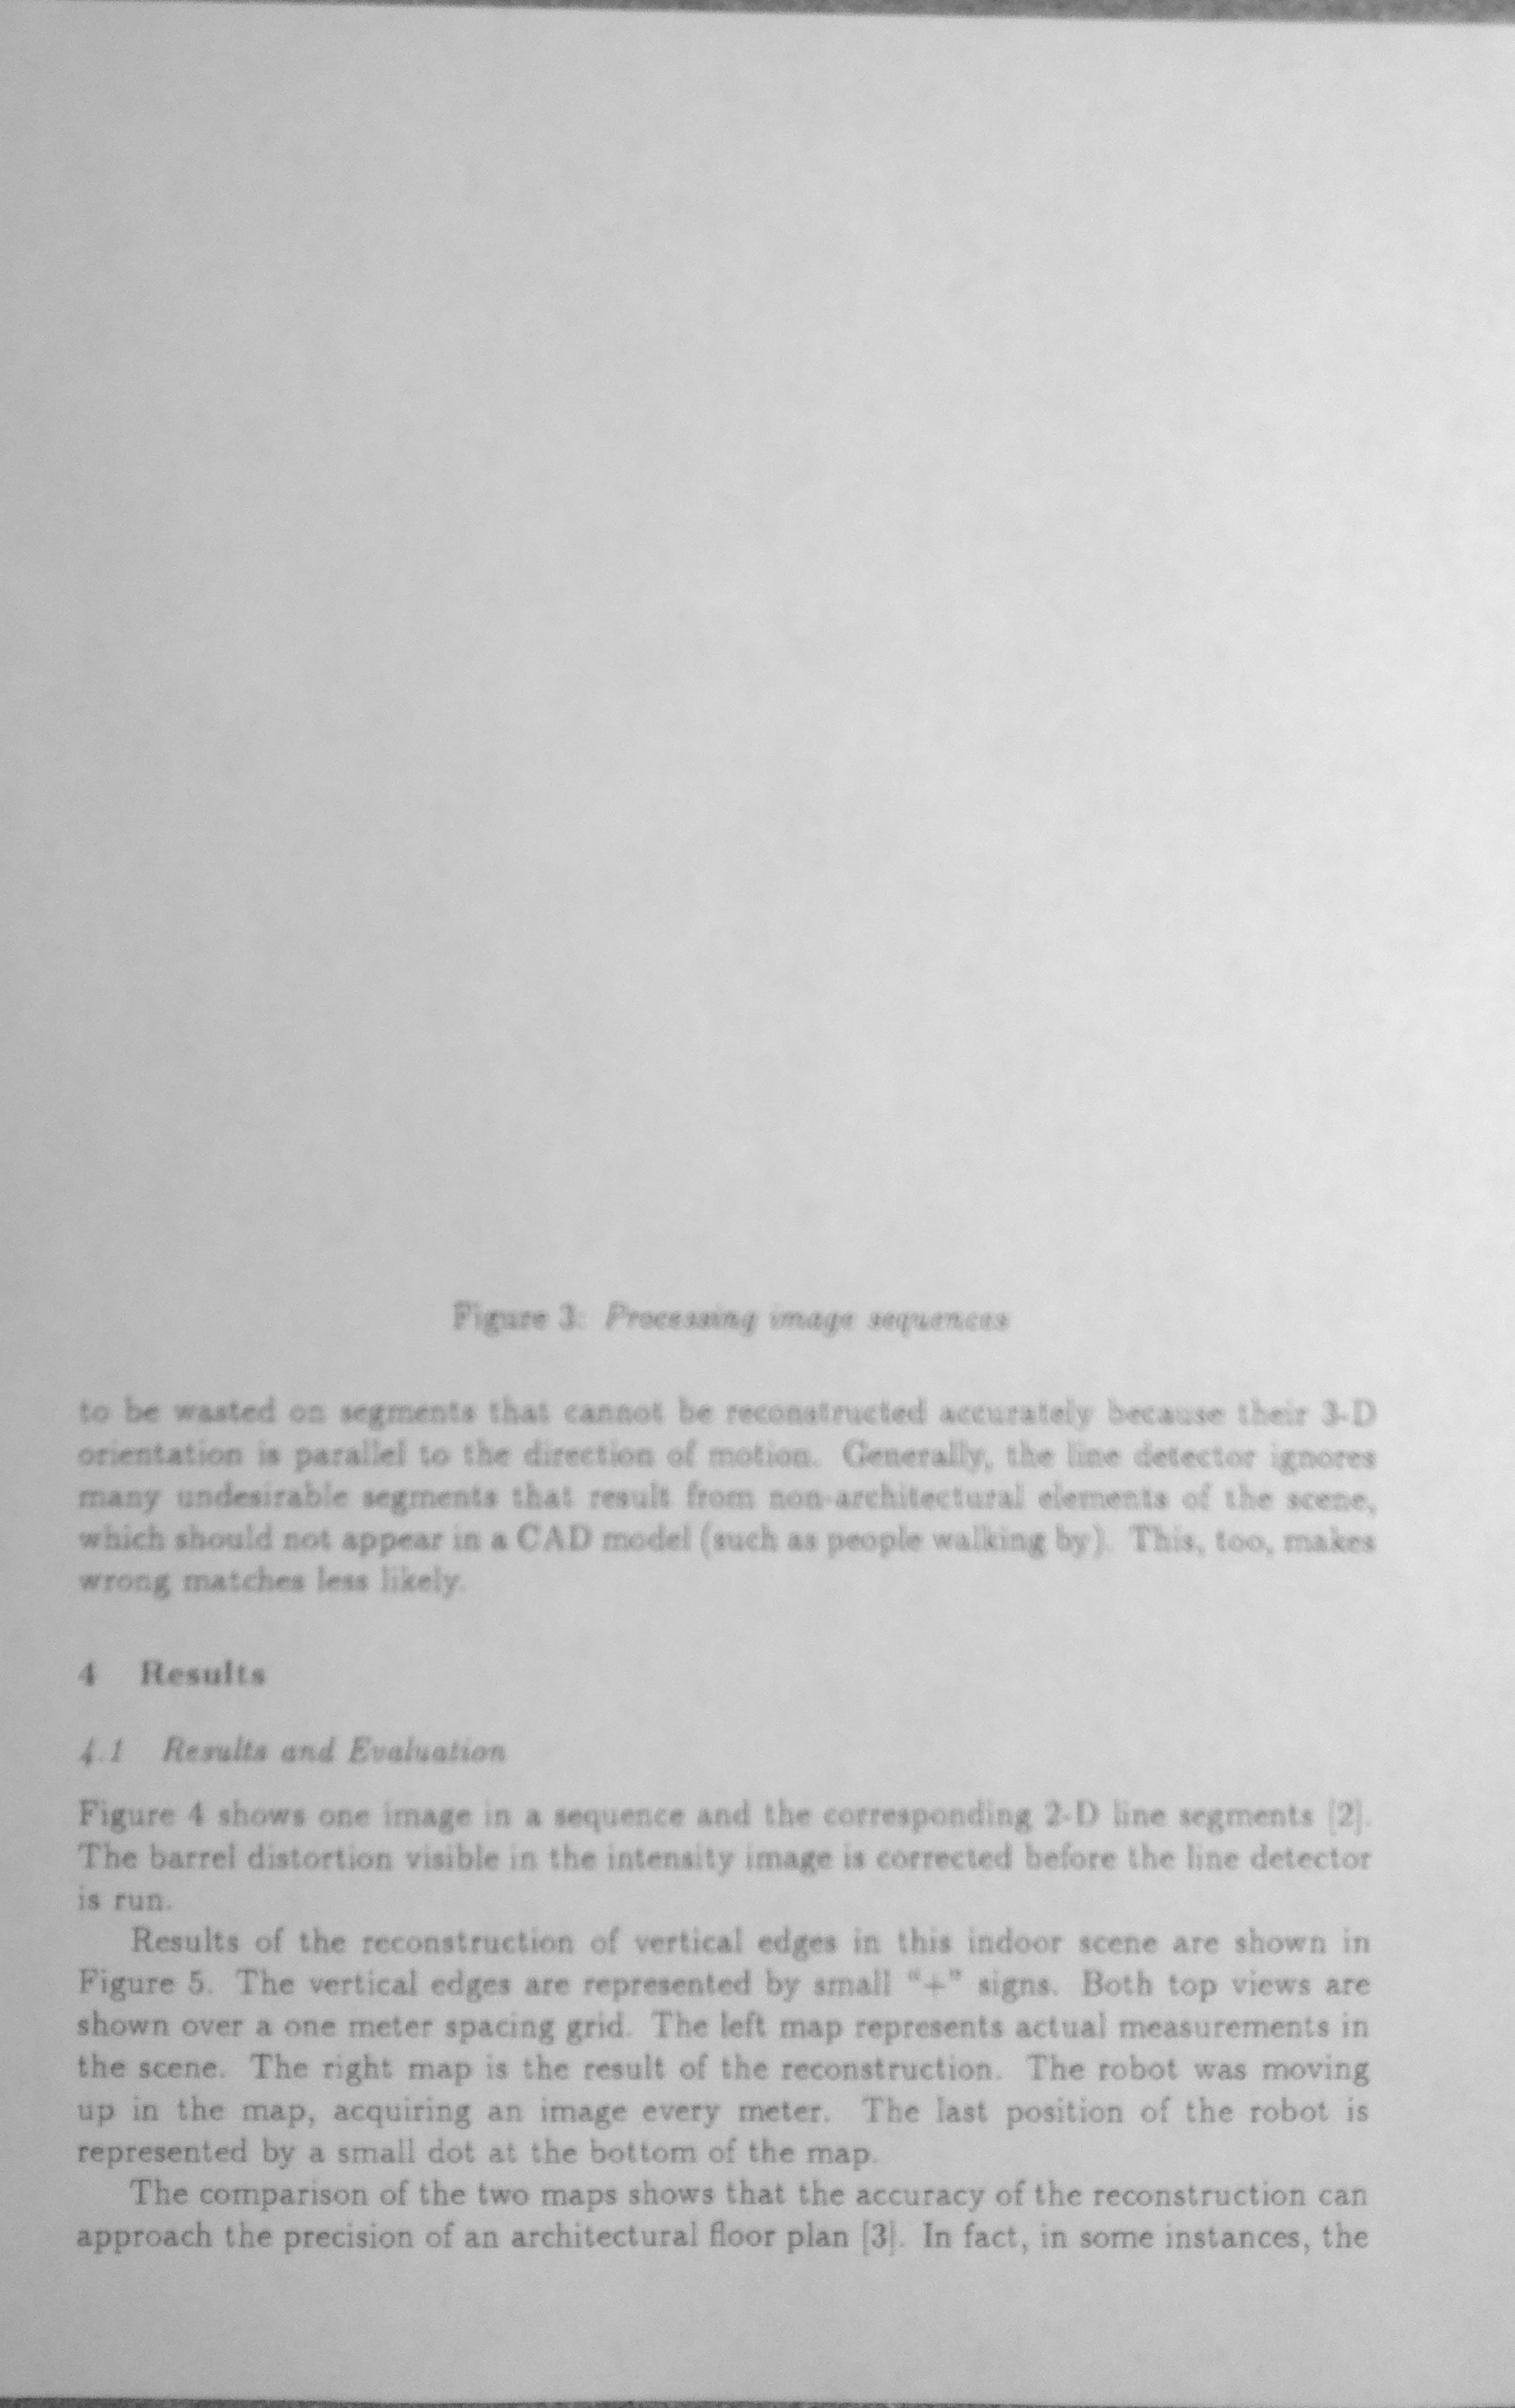 Figure 3: Processing image sequences
to be wasted on segments that cannot be reconstructed accurately because their 3-D
orientation is parallel to the direction of motion. Generally, the line detector ignores
many undesirable segments that result from non-architectural elements of the scene,
which should not appear in a CAD model (such as people walking by). This, too, makes
wrong matches less likely.
4 Results
4.1 Results and Evaluation
Figure 4 shows one image in a sequence and the corresponding 2-D line segments [2].
The barrel distortion visible in the intensity image is corrected before the line detector
is run.
Results of the reconstruction of vertical edges in this indoor scene are shown in
Figure 5. The vertical edges are represented by small “+” signs. Both top views are
shown over a one meter spacing grid. The left map represents actual measurements in
the scene. The right map is the result of the reconstruction. The robot was moving
up in the map, acquiring an image every meter. The last position of the robot is
represented by a small dot at the bottom of the map.
The comparison of the two maps shows that the accuracy of the reconstruction can
approach the precision of an architectural floor plan [3]. In fact, in some instances, the